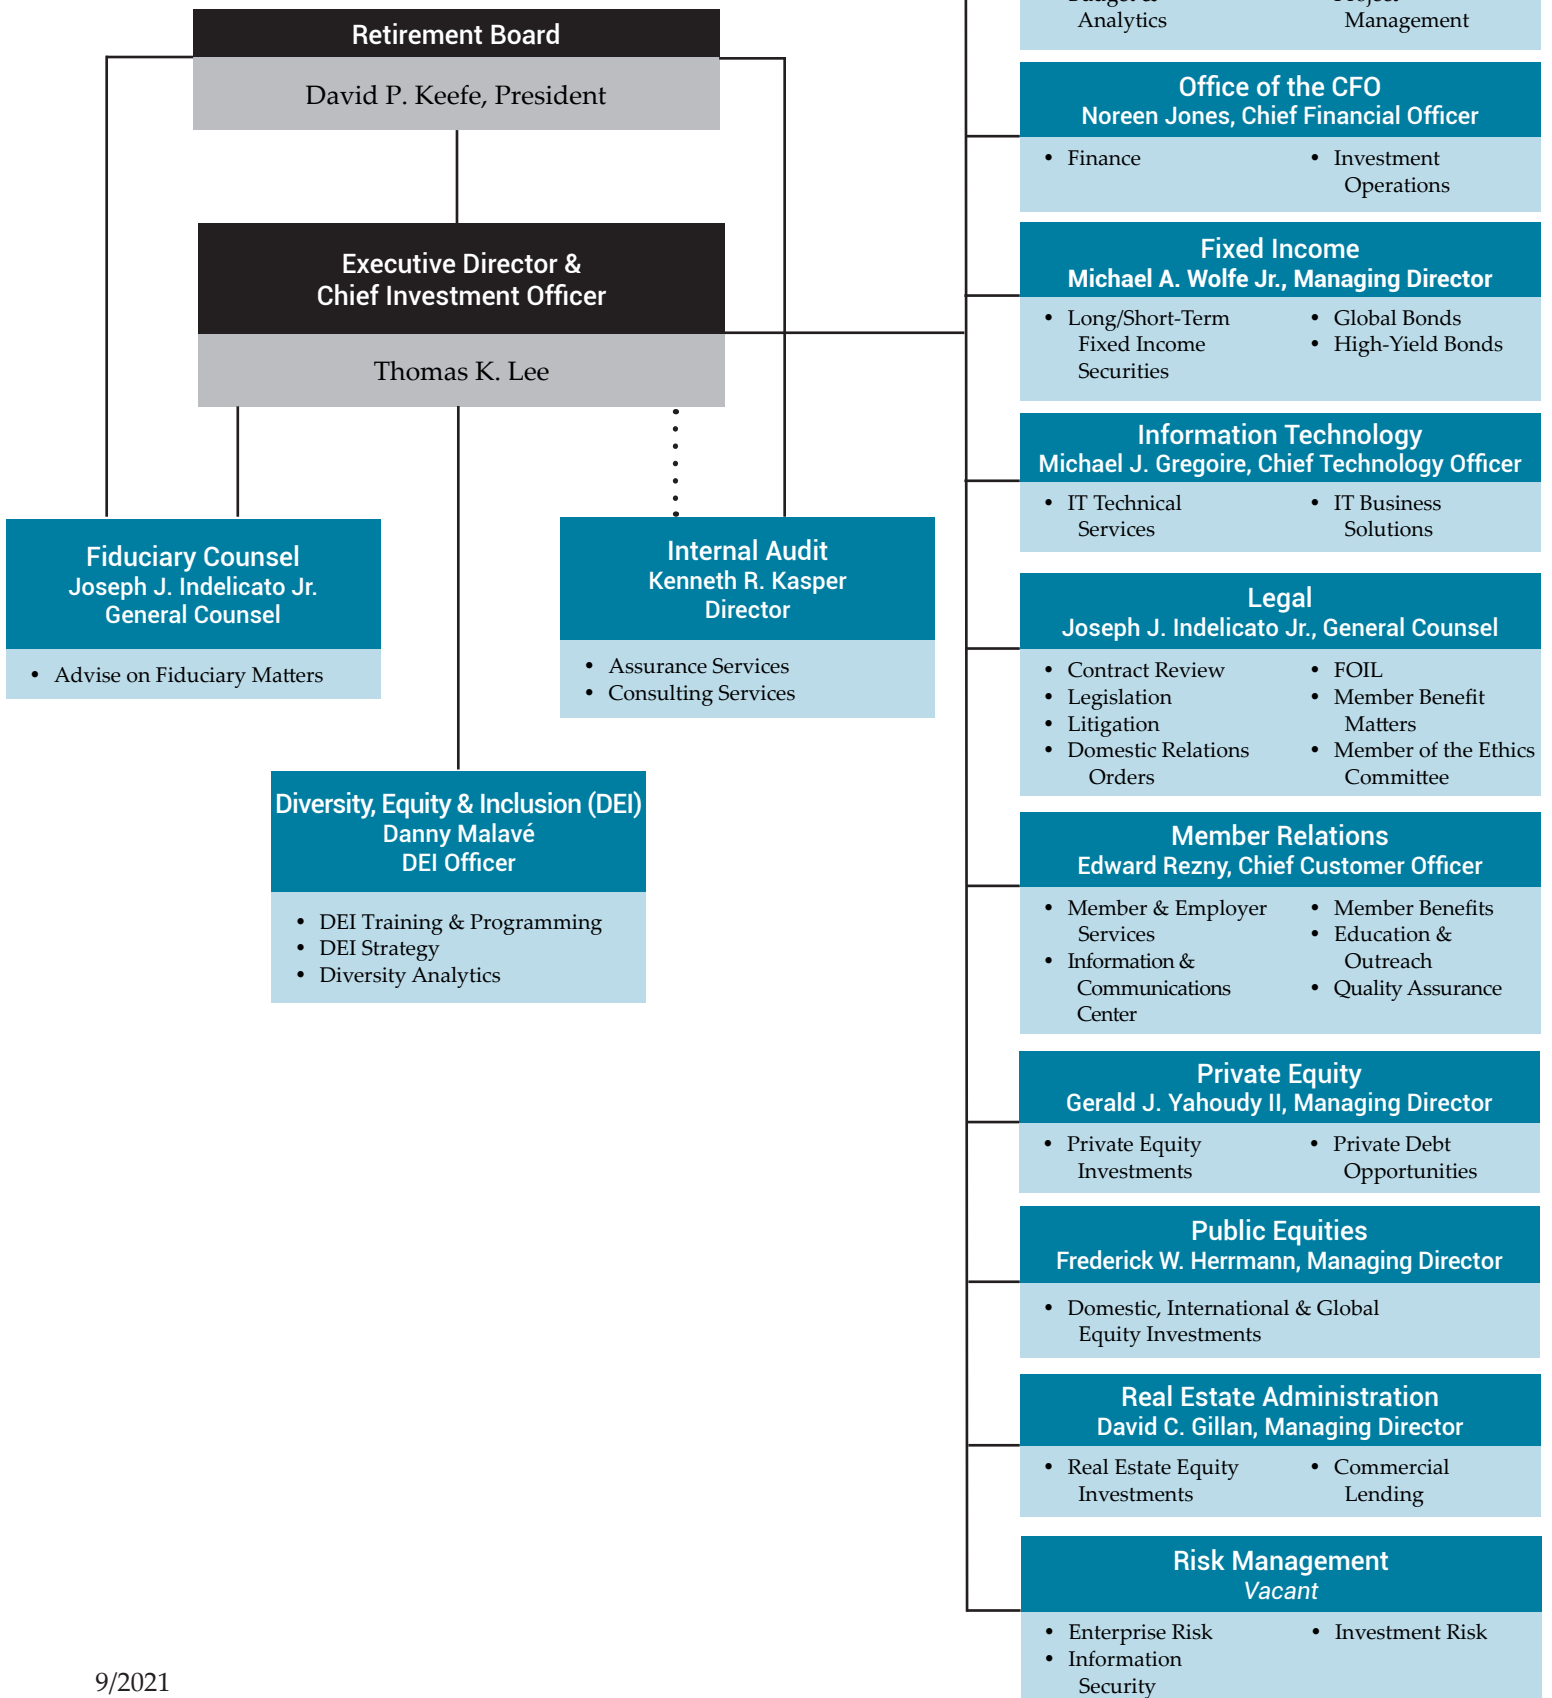 Retirement Board
David P. Keefe, President
Executive Director &
Chief Investment Officer
Thomas K. Lee
Fiduciary Counsel
Joseph J. Indelicato Jr.
General Counsel
• Advise on Fiduciary Matters
Internal Audit
Kenneth R. Kasper
Director
• Assurance Services
• Consulting Services
Diversity, Equity & Inclusion (DEI)
Danny Malavé
DEI Officer
• DEI Training & Programming
• DEI Strategy
• Diversity Analytics
Analytics
Management
Office of the CFO
Noreen Jones, Chief Financial Officer
• Finance
• Investment
Operations
Fixed Income
Michael A. Wolfe Jr., Managing Director
• Long/Short-Term
Fixed Income
Securities
• Global Bonds
• High-Yield Bonds
Information Technology
Michael J. Gregoire, Chief Technology Officer
• IT Technical
Services
• IT Business
Solutions
Legal
Joseph J. Indelicato Jr., General Counsel
• Contract Review
• Legislation
• Litigation
• Domestic Relations
Orders
• FOIL
• Member Benefit
Matters
• Member of the Ethics
Committee
Member Relations
Edward Rezny, Chief Customer Officer
• Member & Employer
Services
• Information &
Communications
Center
• Member Benefits
• Education &
Outreach
• Quality Assurance
Private Equity
Gerald J. Yahoudy II, Managing Director
• Private Equity
Investments
• Private Debt
Opportunities
Public Equities
Frederick W. Herrmann, Managing Director
• Domestic, International & Global
Equity Investments
Real Estate Administration
David C. Gillan, Managing Director
• Real Estate Equity
Investments
• Commercial
Lending
Risk Management
Vacant
• Enterprise Risk
• Information
Security
• Investment Risk
9/2021